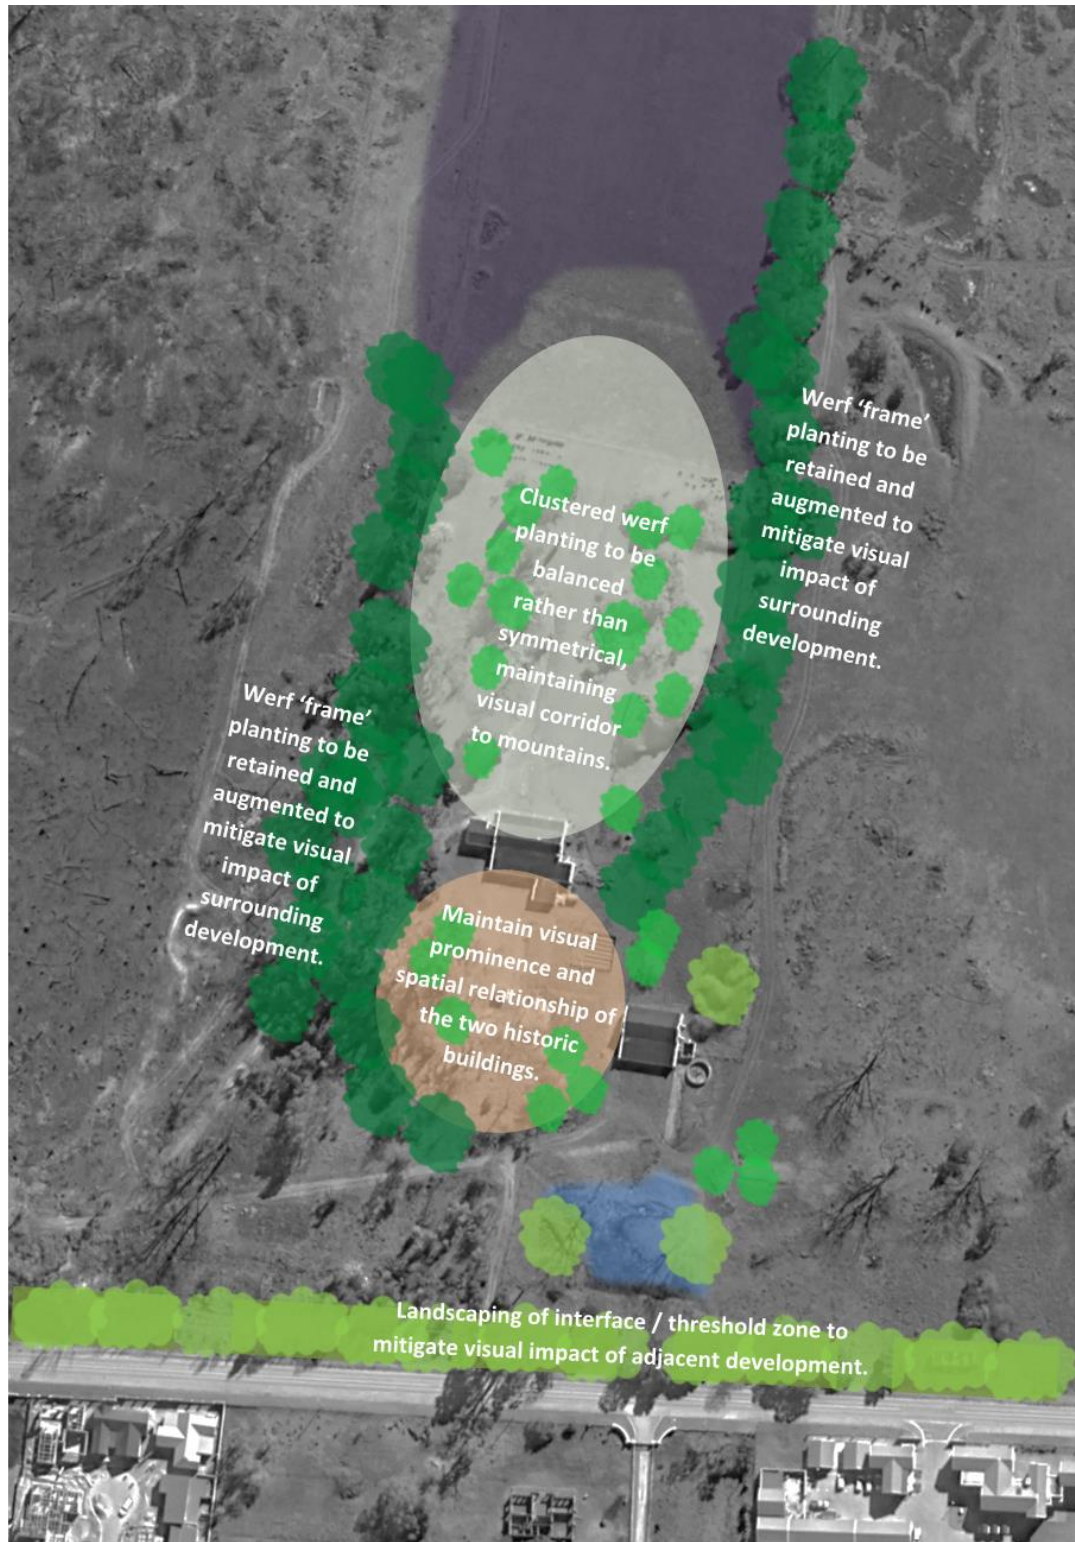 Werf ‘frame’
planting to be
retained and
augmented to
mitigate visual
impact of
surrounding
development.
Clustered werf
planting to be
balanced
rather than
symmetrical,
maintaining
visual corridor
to mountains.
Werf ‘frame’
planting to be
retained and
augmented to
mitigate visual
impact of
surrounding
development.
Maintain visual
prominence and
spatial relationship of
the two historic
buildings.
Landscaping of interface / threshold zone to
mitigate visual impact of adjacent development.